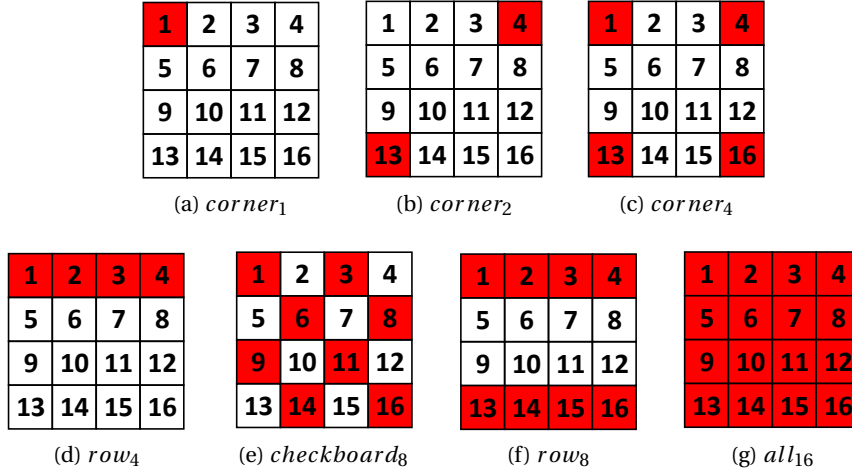 1 2 3 4 1 2 3 4 1 2 3 4
5 6 7 8 5 6 7 8 5 6 7 8
9 10 11 12 9 10 11 12 9 10 11 12
13 14 15 16 13 14 15 16 13 14 15 16
(a) corner₁ (b) corner₂ (c) corner₄
1 2 3 4 1 2 3 4 1 2 3 4 1 2 3 4
5 6 7 8 5 6 7 8 5 6 7 8 5 6 7 8
9 10 11 12 9 10 11 12 9 10 11 12 9 10 11 12
13 14 15 16 13 14 15 16 13 14 15 16 13 14 15 16
(d) row₄ (e) checkboard₈ (f) row₈ (g) all₁₆